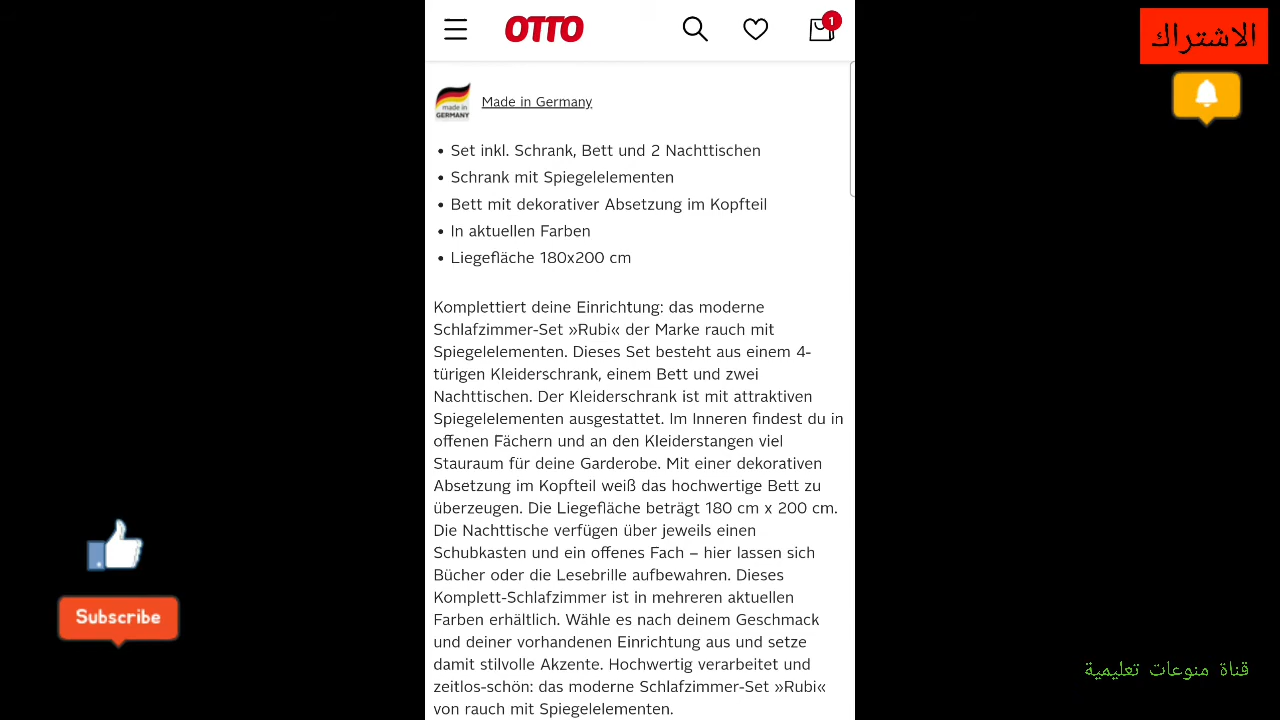 OTTO
1
الاشتراك
made in
GERMANY
Made in Germany
• Set inkl. Schrank, Bett und 2 Nachttischen
• Schrank mit Spiegelelementen
• Bett mit dekorativer Absetzung im Kopfteil
• In aktuellen Farben
• Liegefläche 180x200 cm
Komplettiert deine Einrichtung: das moderne
Schlafzimmer-Set »Rubi« der Marke rauch mit
Spiegelelementen. Dieses Set besteht aus einem 4-
türigen Kleiderschrank, einem Bett und zwei
Nachttischen. Der Kleiderschrank ist mit attraktiven
Spiegelelementen ausgestattet. Im Inneren findest du in
offenen Fächern und an den Kleiderstangen viel
Stauraum für deine Garderobe. Mit einer dekorativen
Absetzung im Kopfteil weiß das hochwertige Bett zu
überzeugen. Die Liegefläche beträgt 180 cm x 200 cm.
Die Nachttische verfügen über jeweils einen
Schubkasten und ein offenes Fach – hier lassen sich
Bücher oder die Lesebrille aufbewahren. Dieses
Komplett-Schlafzimmer ist in mehreren aktuellen
Farben erhältlich. Wähle es nach deinem Geschmack
und deiner vorhandenen Einrichtung aus und setze
damit stilvolle Akzente. Hochwertig verarbeitet und
zeitlos-schön: das moderne Schlafzimmer-Set »Rubi«
von rauch mit Spiegelelementen.
Subscribe
قناة منوعات تعليمية